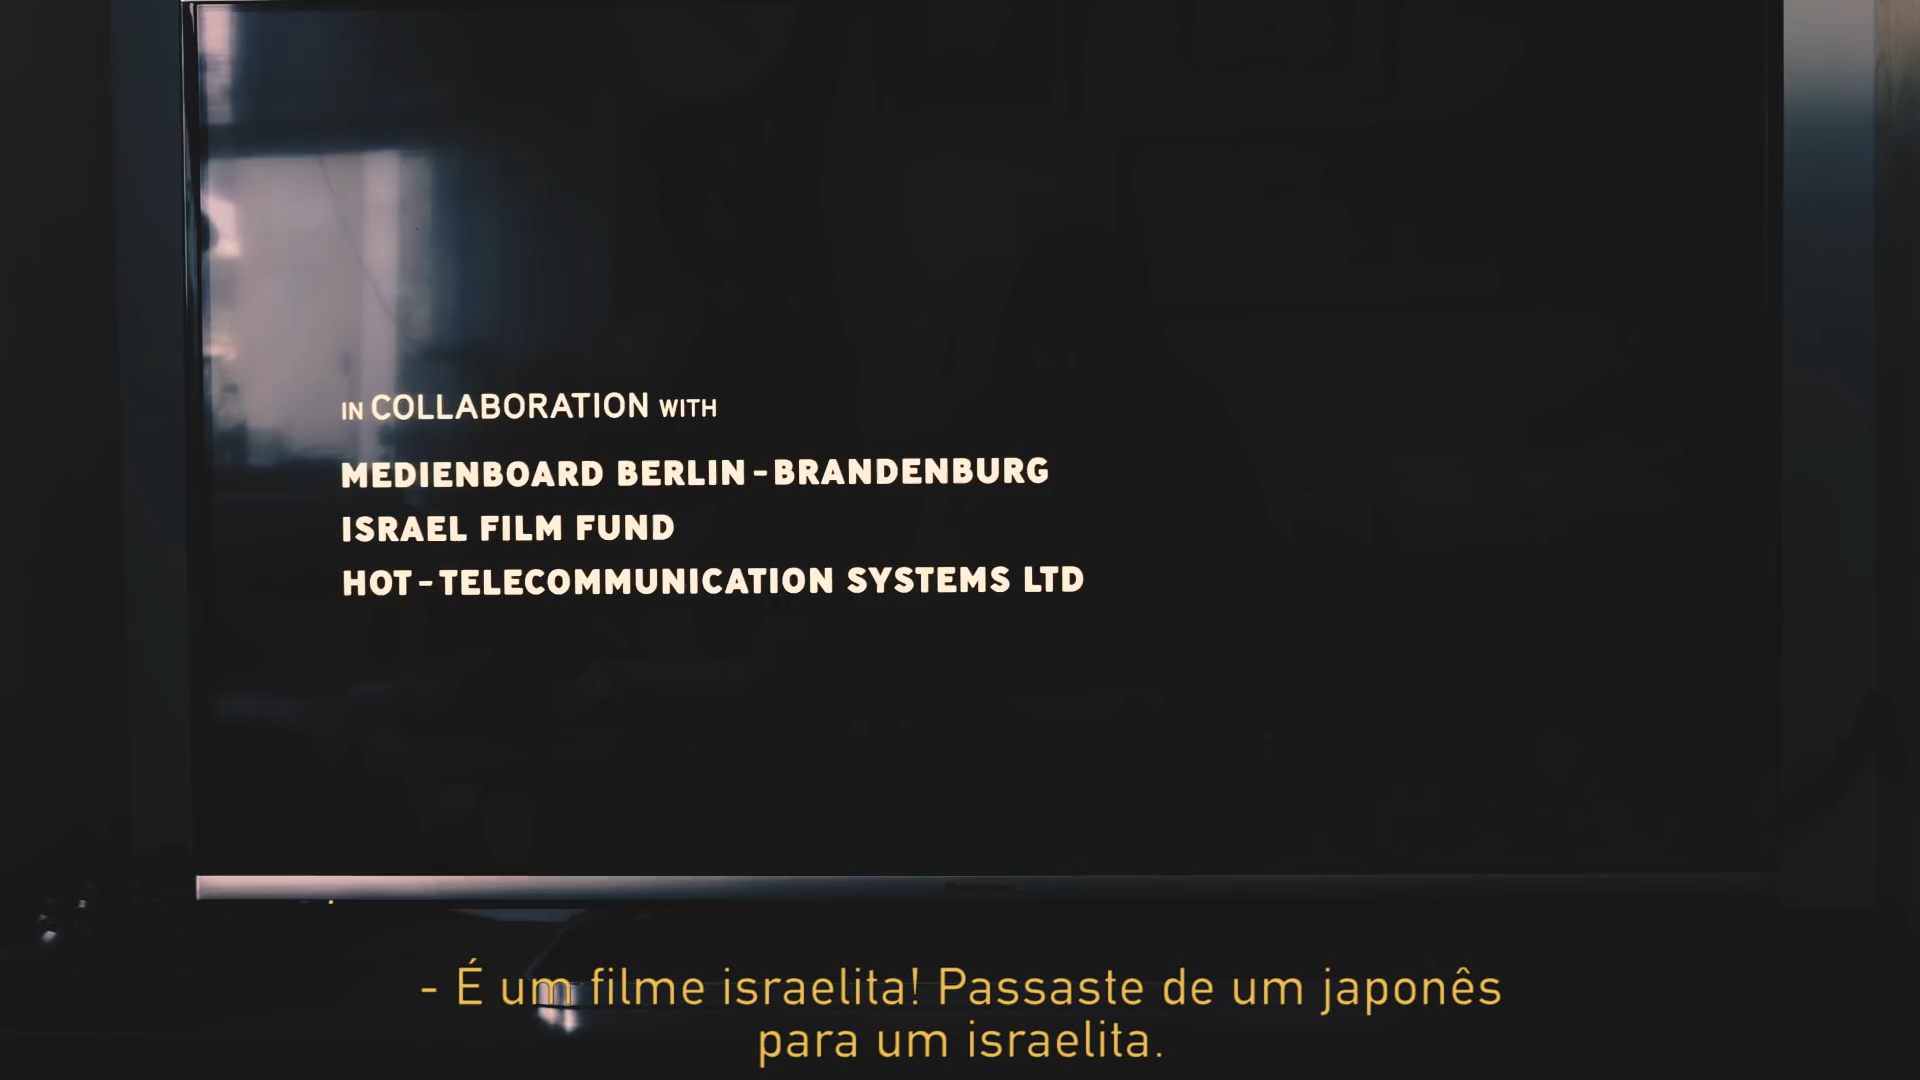 IN COLLABORATION WITH
MEDIENBOARD BERLIN-BRANDENBURG
ISRAEL FILM FUND
HOT-TELECOMMUNICATION SYSTEMS LTD
- É um filme israelita! Passaste de um japonês
para um israelita.